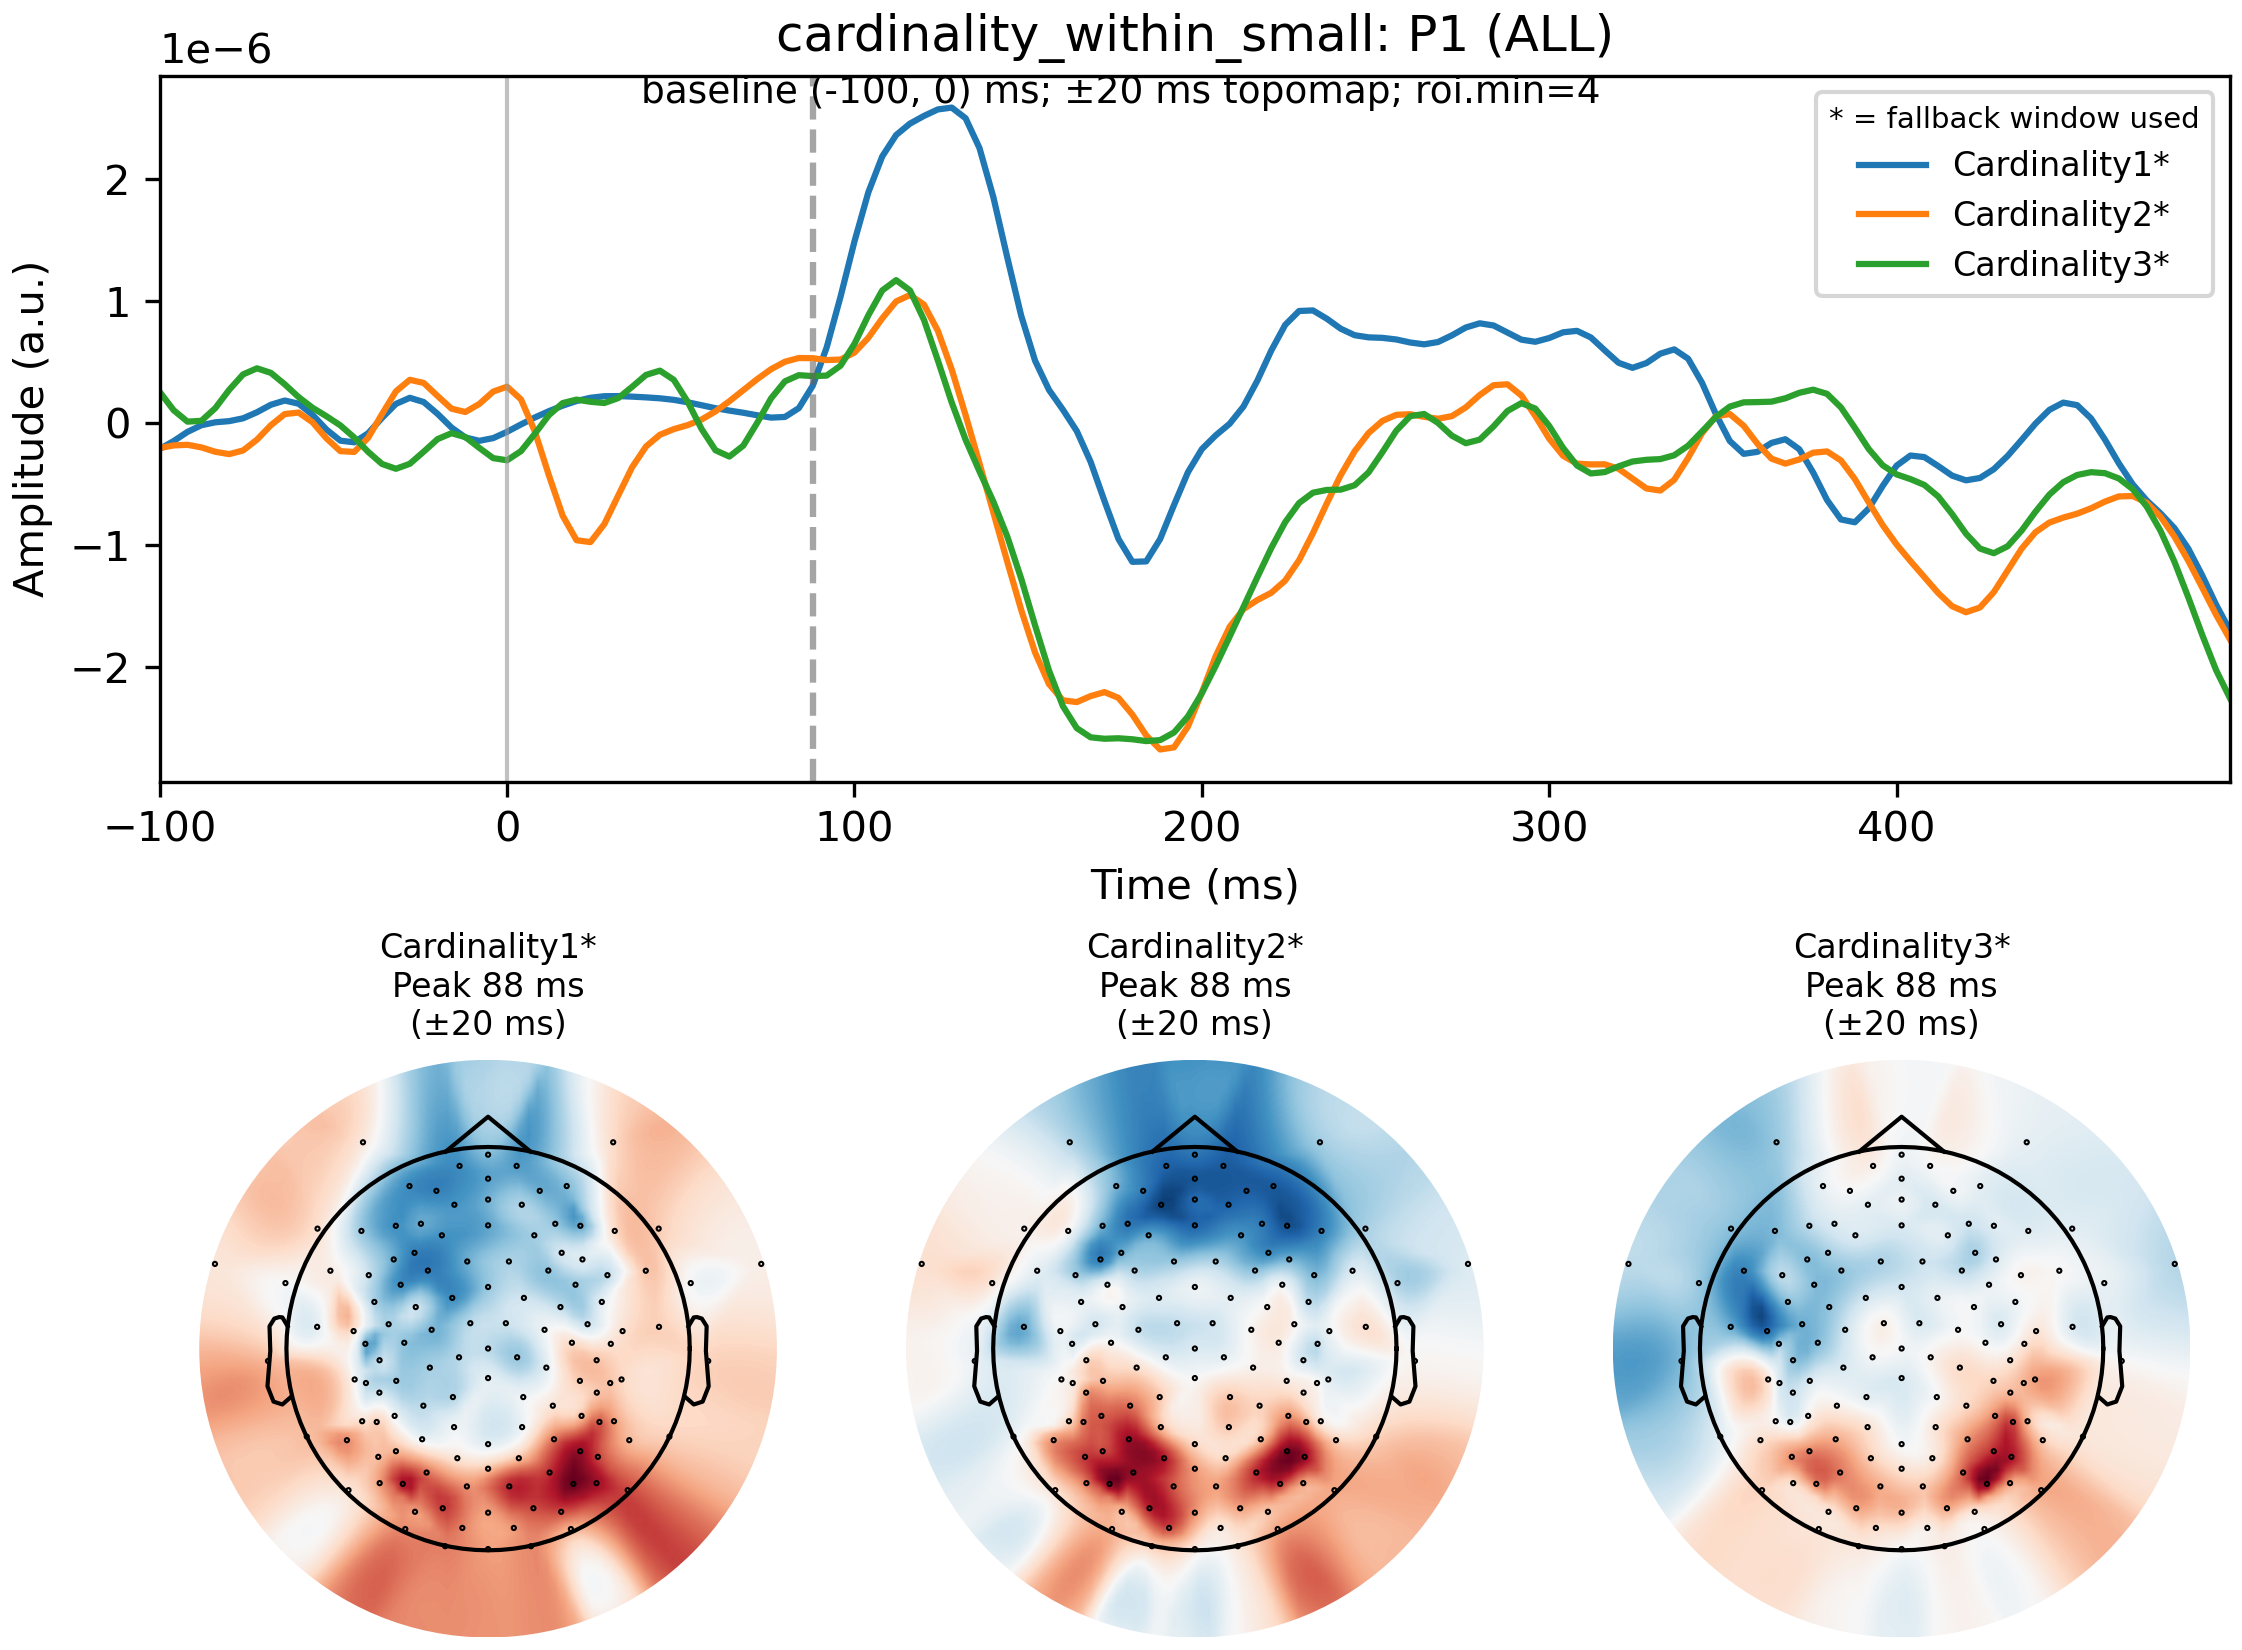 cardinality_within_small: P1 (ALL)
1e−6
baseline (-100, 0) ms; ±20 ms topomap; roi.min=4
* = fallback window used
Cardinality1*
Cardinality2*
Cardinality3*
2
1
0
−1
−2
Amplitude (a.u.)
−100
0
100
200
300
400
Time (ms)
Cardinality1*
Peak 88 ms
(±20 ms)
Cardinality2*
Peak 88 ms
(±20 ms)
Cardinality3*
Peak 88 ms
(±20 ms)